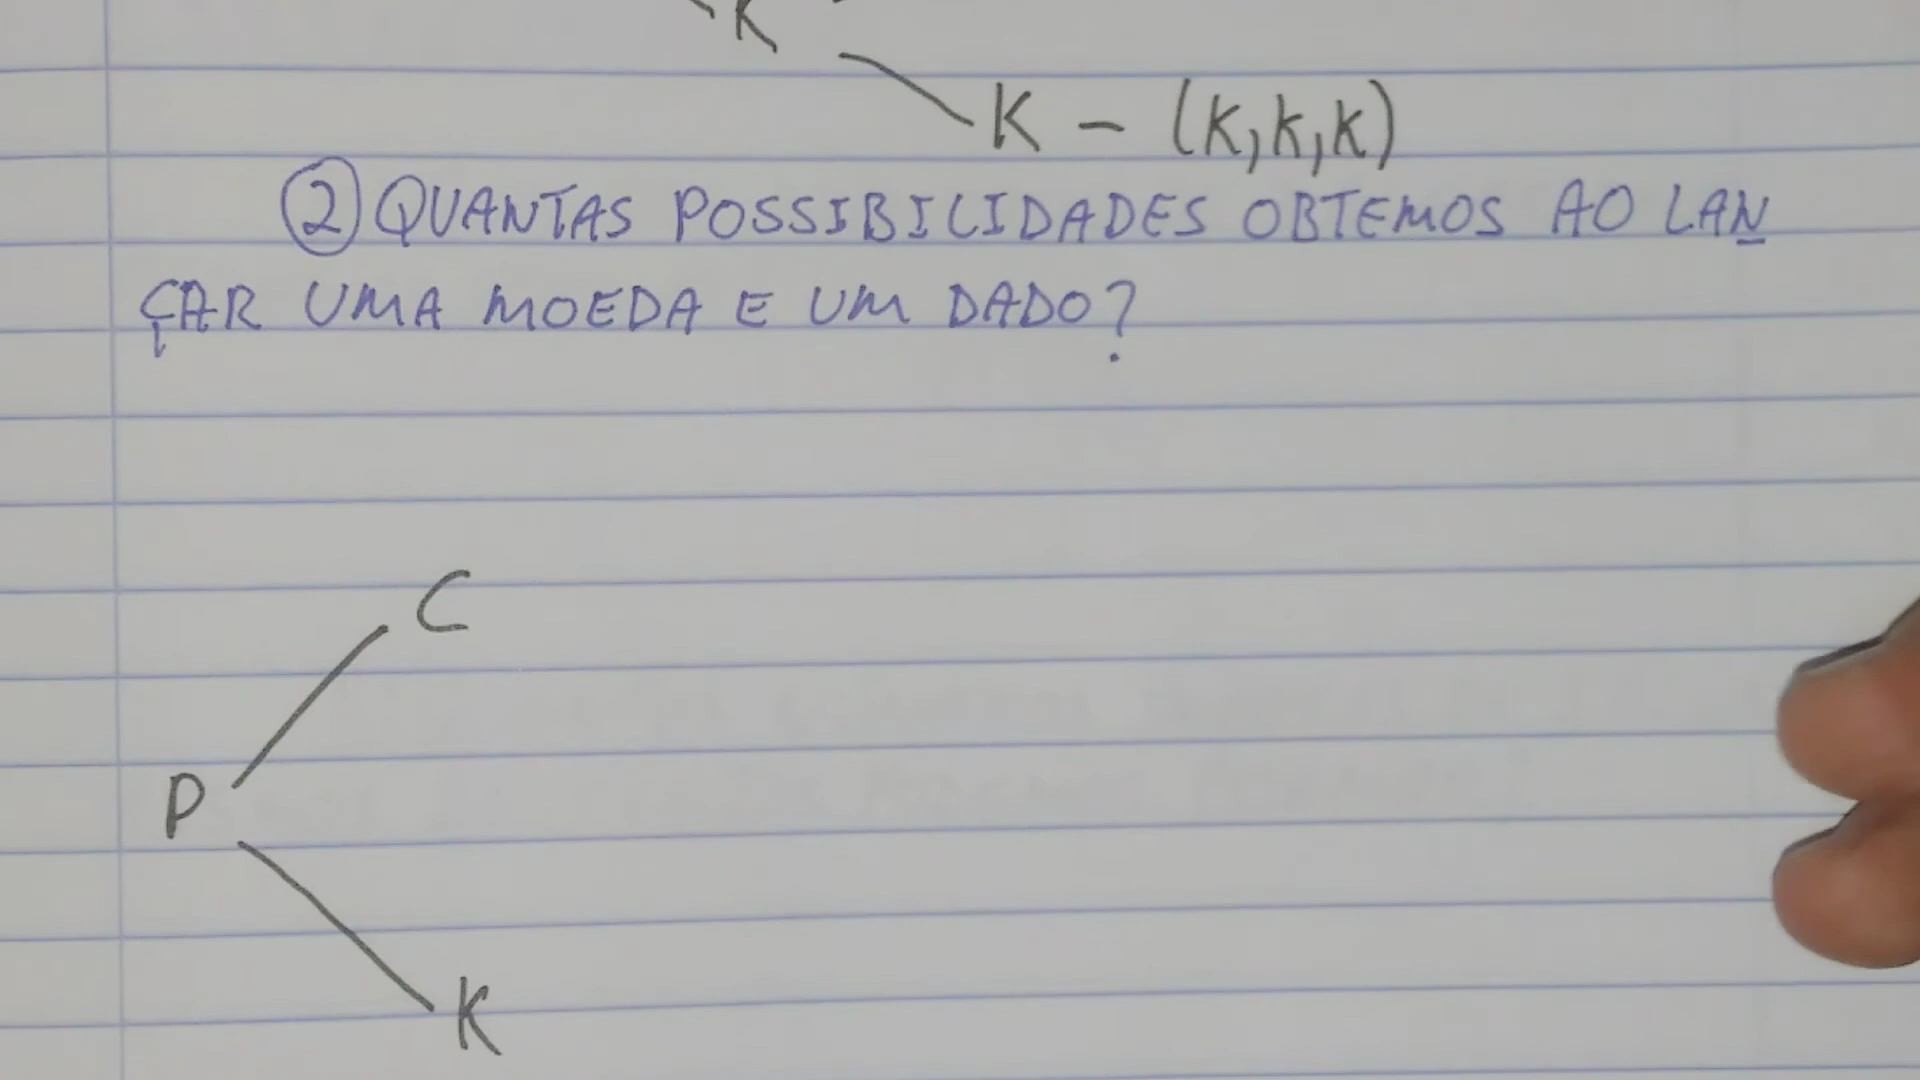 K
K - (K,K,K)
② QUANTAS POSSIBILIDADES OBTEMOS AO LAN
ÇAR UMA MOEDA E UM DADO?
C
P
K